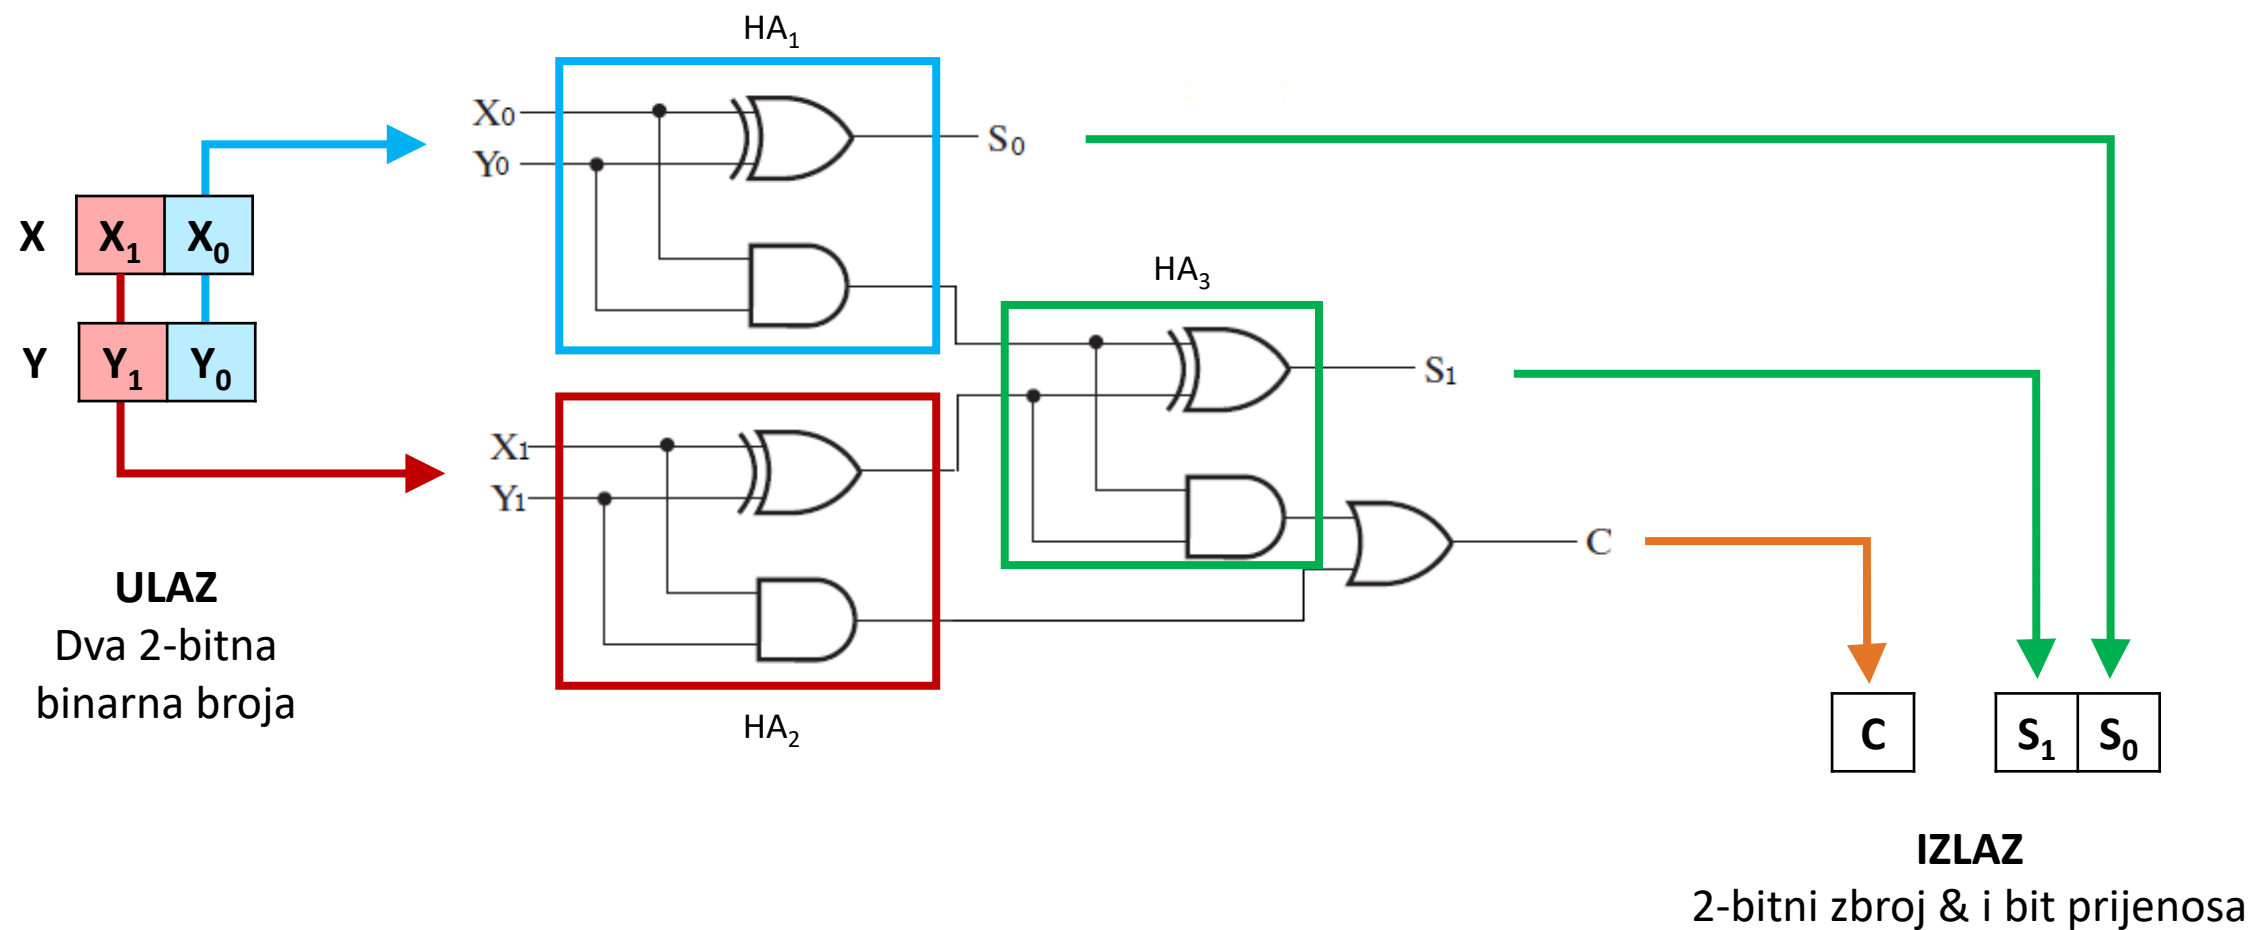 HA₁
X₀
Y₀
S₀
X X₁ X₀
Y Y₁ Y₀
HA₃
S₁
X₁
Y₁
C
HA₂
ULAZ
Dva 2-bitna
binarna broja
C S₁ S₀
IZLAZ
2-bitni zbroj & i bit prijenosa